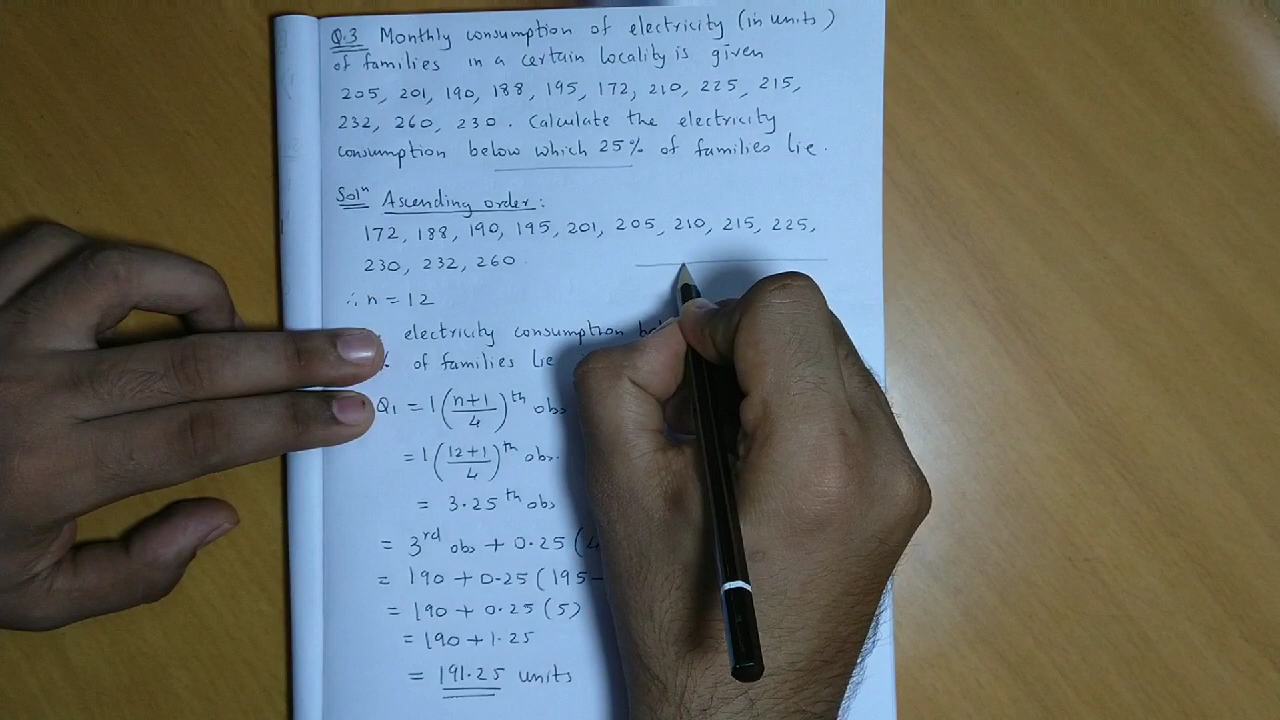 Q.3 Monthly consumption of electricity (in units)
of families in a certain locality is given
205, 201, 190, 188, 195, 172, 210, 225, 215,
232, 260, 230. Calculate the electricity
consumption below which 25% of families lie.
Solⁿ Ascending order:
172, 188, 190, 195, 201, 205, 210, 215, 225,
230, 232, 260.
∴ n = 12
electricity consumption
% of families lie
Q₁ = 1((n+1)/4)ᵗʰ obs
= 1((12+1)/4)ᵗʰ obs.
= 3.25ᵗʰ obs
= 3ʳᵈ obs + 0.25 (
= 190 + 0.25 (195 -
= 190 + 0.25 (5)
= 190 + 1.25
= 191.25 units